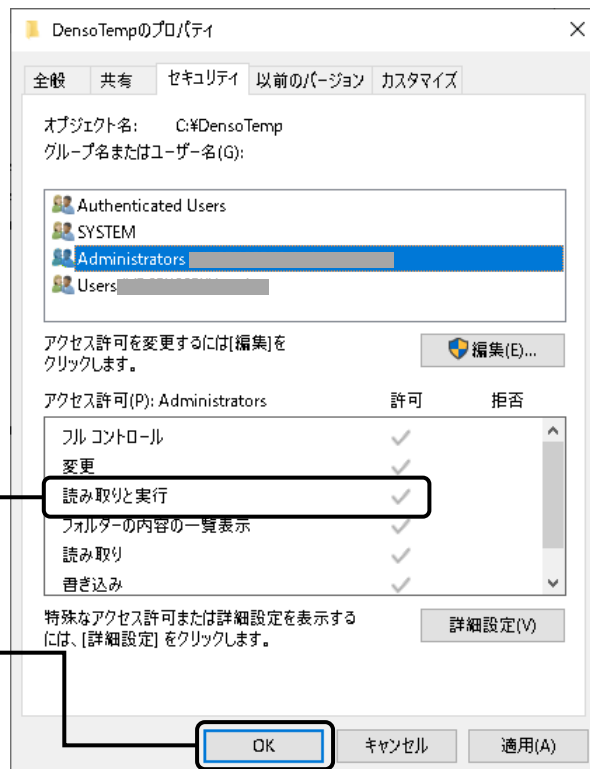 DensoTempのプロパティ
全般 共有 セキュリティ 以前のバージョン カスタマイズ
オブジェクト名: C:¥DensoTemp
グループ名またはユーザー名(G):
Authenticated Users
SYSTEM
Administrators
Users
アクセス許可を変更するには[編集]を
クリックします。
編集(E)...
アクセス許可(P): Administrators 許可 拒否
フル コントロール
変更
読み取りと実行
フォルダーの内容の一覧表示
読み取り
書き込み
特殊なアクセス許可または詳細設定を表示する
には、[詳細設定] をクリックします。
詳細設定(V)
OK キャンセル 適用(A)